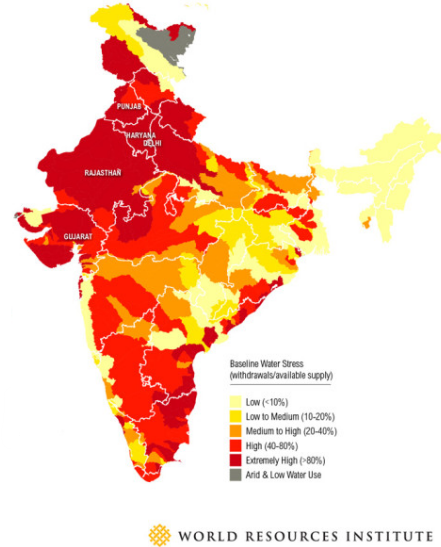 PUNJAB
HARYANA
DELHI
RAJASTHAN
GUJARAT
Baseline Water Stress
(withdrawals/available supply)
Low (<10%)
Low to Medium (10-20%)
Medium to High (20-40%)
High (40-80%)
Extremely High (>80%)
Arid & Low Water Use
WORLD RESOURCES INSTITUTE